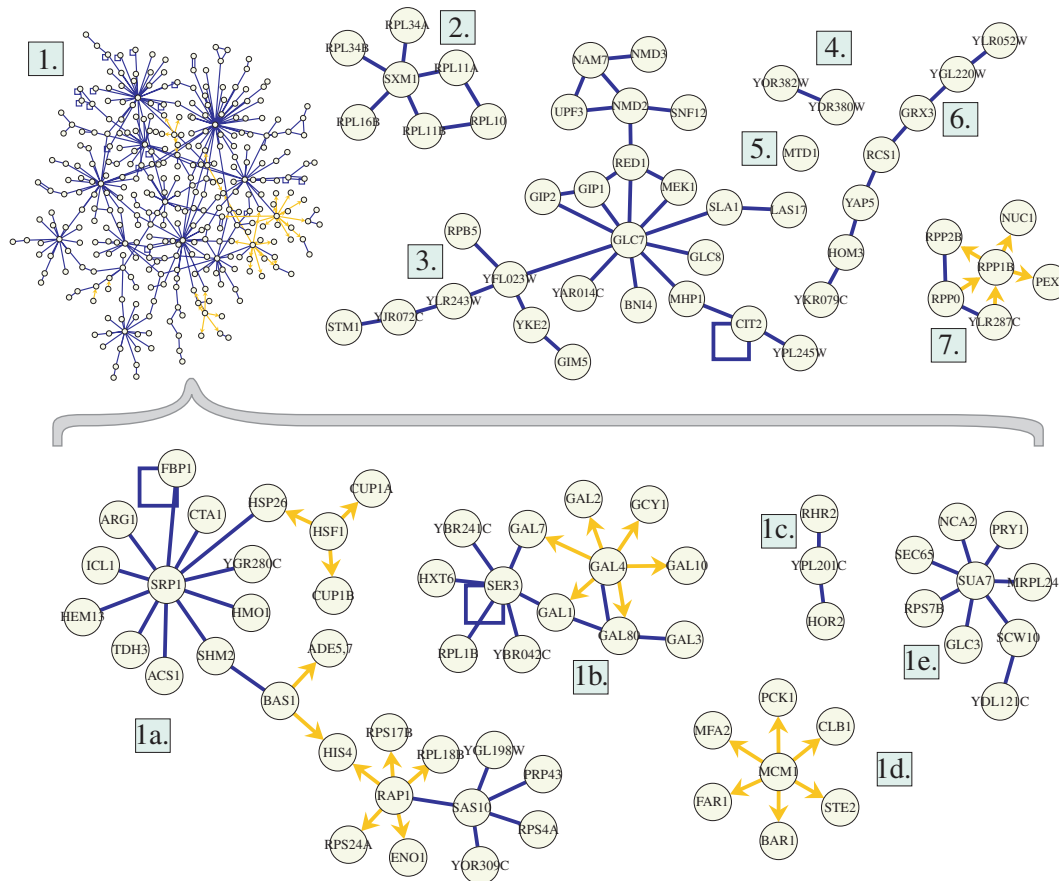 1.
2.
RPL34A
RPL34B
SXM1
RPL11A
RPL16B
RPL11B
RPL10
3.
NAM7
NMD3
UPF3
NMD2
SNF12
RED1
GIP2
GIP1
MEK1
SLA1
LAS17
RPB5
GLC7
GLC8
YFL023W
YAR014C
BNI4
MHP1
YLR243W
YJR072C
STM1
YKE2
GIM5
CIT2
YPL245W
4.
YOR382W
YDR380W
5.
MTD1
6.
YLR052W
YGL220W
GRX3
RCS1
YAP5
HOM3
YKR079C
7.
RPP2B
NUC1
RPP1B
PEX
RPP0
YLR287C
1a.
FBP1
ARG1
CTA1
HSP26
CUP1A
HSF1
ICL1
YGR280C
SRP1
CUP1B
HEM13
HMO1
TDH3
ACS1
SHM2
ADE5,7
BAS1
HIS4
RPS17B
RPL18B
YGL198W
PRP43
RAP1
SAS10
RPS24A
ENO1
YOR309C
RPS4A
1b.
YBR241C
GAL7
GAL2
GCY1
HXT6
SER3
GAL4
GAL10
GAL1
RPL1B
YBR042C
GAL80
GAL3
1c.
RHR2
YPL201C
HOR2
1d.
PCK1
MFA2
CLB1
MCM1
FAR1
STE2
BAR1
1e.
NCA2
PRY1
SEC65
SUA7
MRPL24
RPS7B
GLC3
SCW10
YDL121C